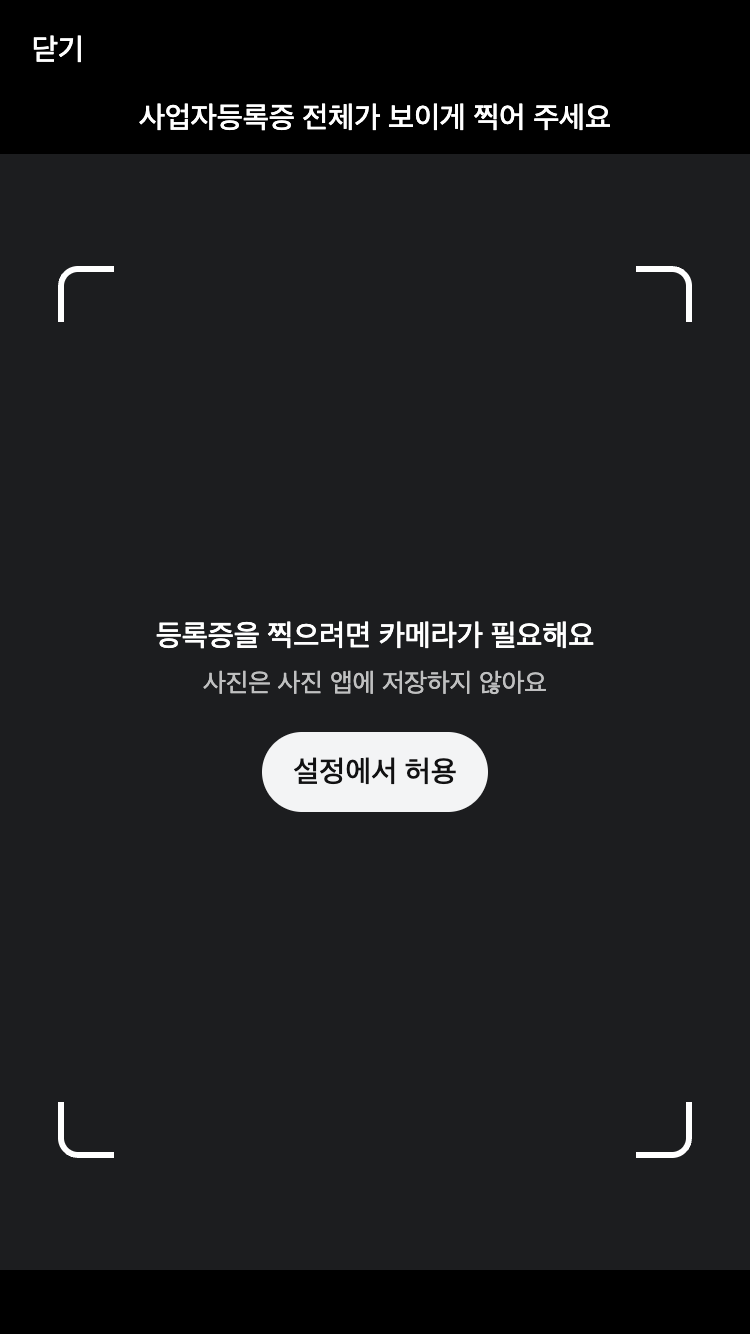 닫기
사업자등록증 전체가 보이게 찍어 주세요
등록증을 찍으려면 카메라가 필요해요
사진은 사진 앱에 저장하지 않아요
설정에서 허용